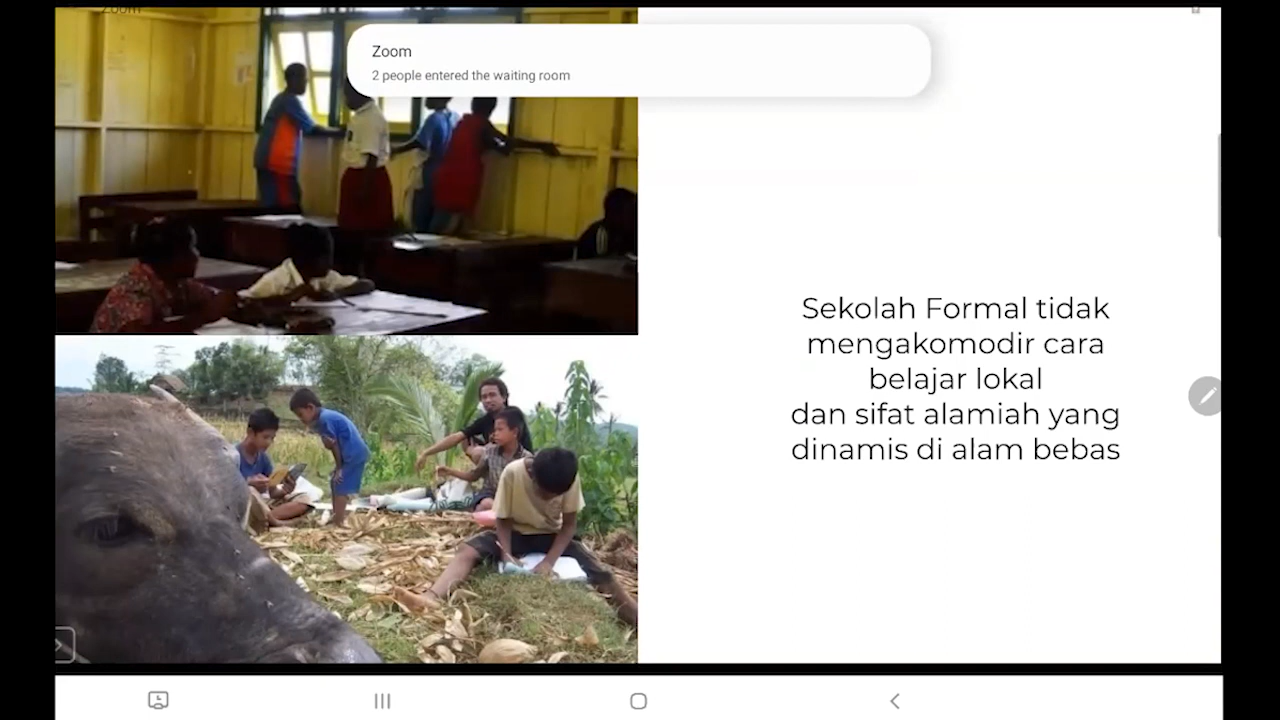 Zoom
Zoom
2 people entered the waiting room
Sekolah Formal tidak
mengakomodir cara
belajar lokal
dan sifat alamiah yang
dinamis di alam bebas